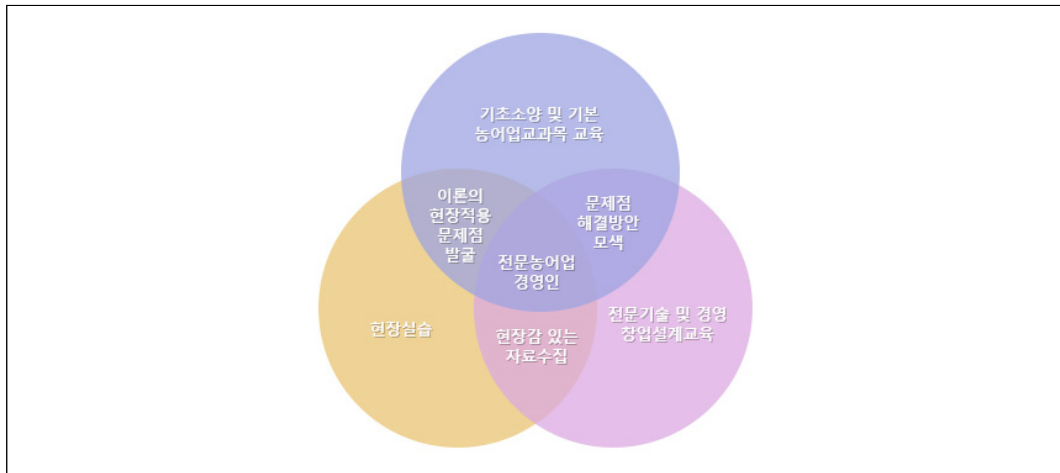 기초소양 및 기본
농어업교과목 교육
이론의
현장적용
문제점
발굴
문제점
해결방안
모색
전문농어업
경영인
현장실습
현장감 있는
자료수집
전문기술 및 경영
창업설계교육